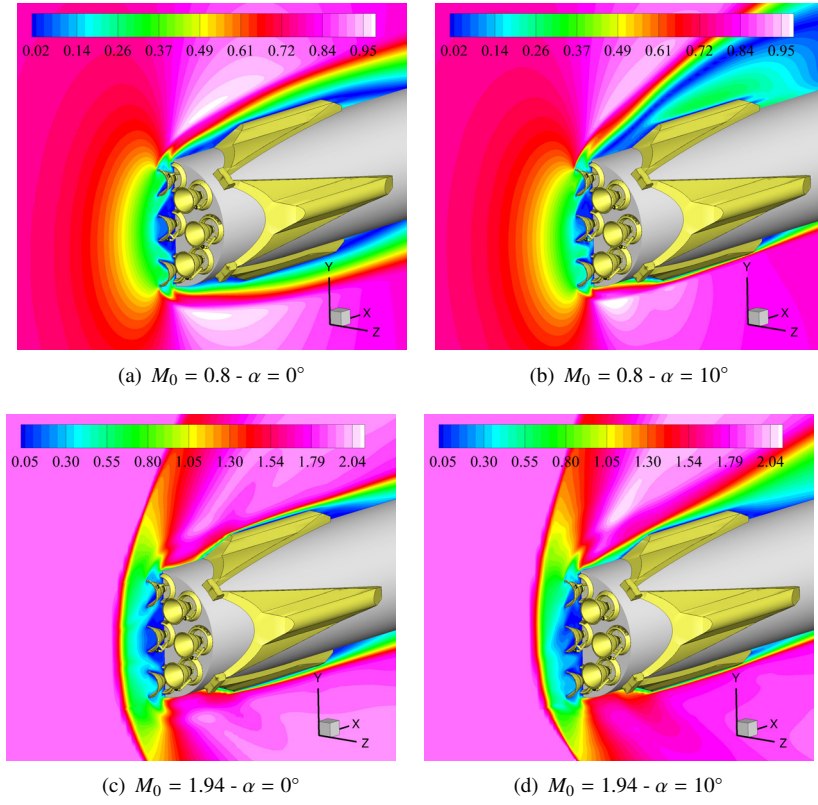 0.02 0.14 0.26 0.37 0.49 0.61 0.72 0.84 0.95
Y
X
Z
(a) M₀ = 0.8 - α = 0°
0.02 0.14 0.26 0.37 0.49 0.61 0.72 0.84 0.95
Y
X
Z
(b) M₀ = 0.8 - α = 10°
0.05 0.30 0.55 0.80 1.05 1.30 1.54 1.79 2.04
Y
X
Z
(c) M₀ = 1.94 - α = 0°
0.05 0.30 0.55 0.80 1.05 1.30 1.54 1.79 2.04
Y
X
Z
(d) M₀ = 1.94 - α = 10°